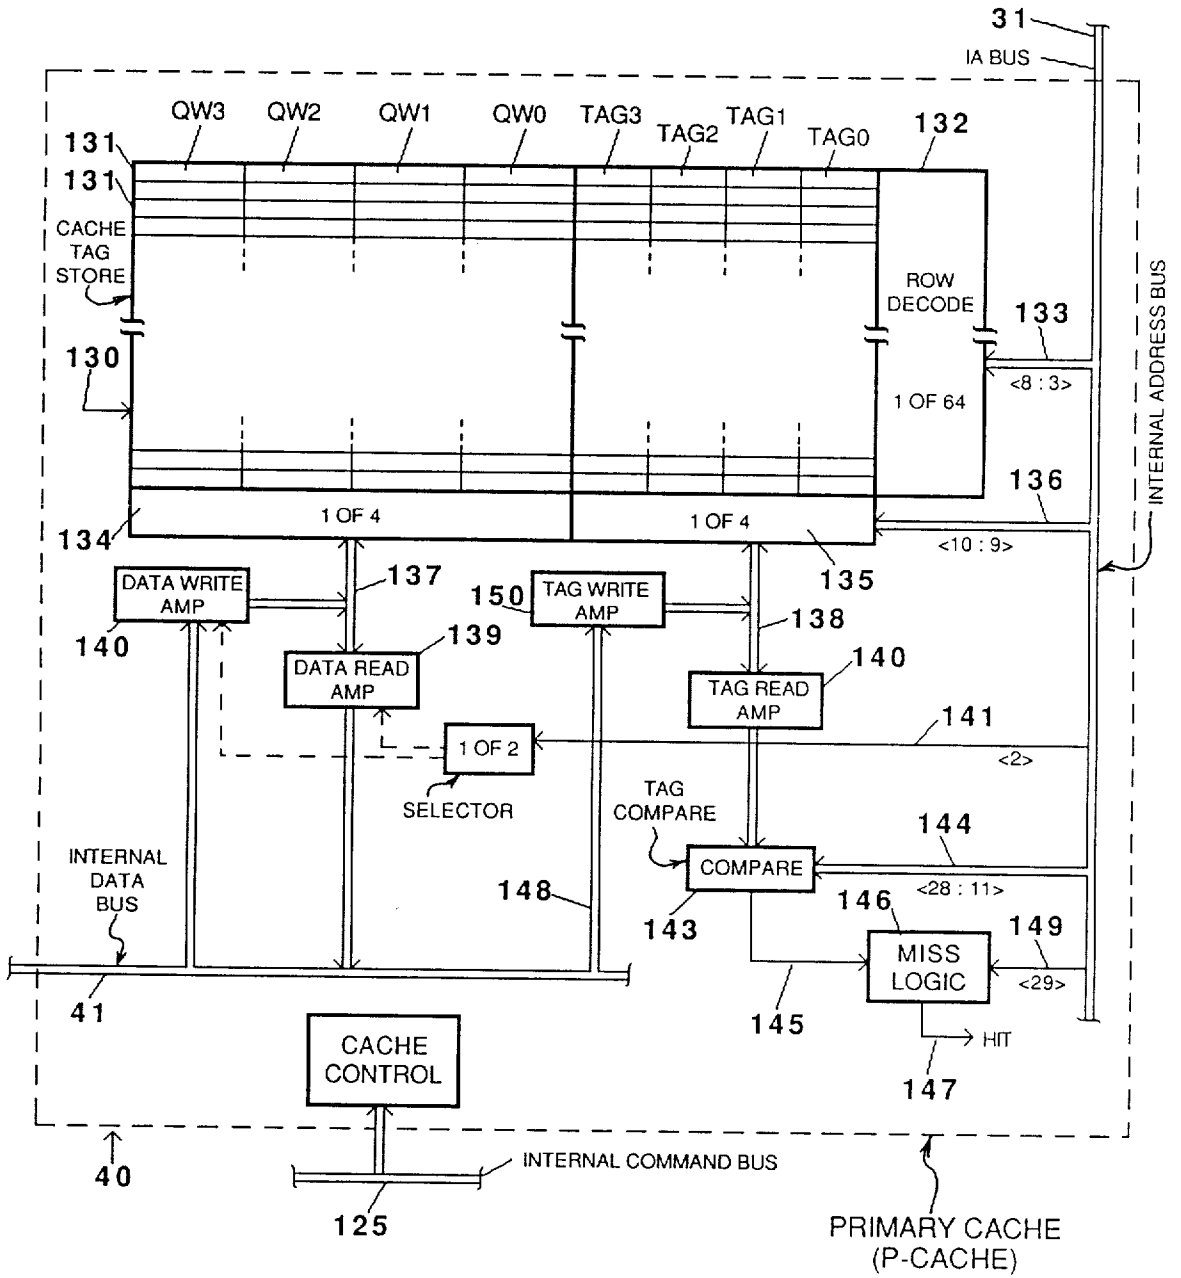 31
IA BUS
QW3
QW2
QW1
QW0
TAG3
TAG2
TAG1
TAG0
132
131
131
CACHE
TAG
STORE
ROW
DECODE
133
<8 : 3>
130
1 OF 64
INTERNAL ADDRESS BUS
136
<10 : 9>
134
1 OF 4
1 OF 4
135
DATA WRITE
AMP
140
137
150
TAG WRITE
AMP
138
139
DATA READ
AMP
140
TAG READ
AMP
141
<2>
1 OF 2
SELECTOR
TAG
COMPARE
COMPARE
143
144
<28 : 11>
INTERNAL
DATA
BUS
148
146
MISS
LOGIC
149
<29>
41
145
HIT
147
CACHE
CONTROL
40
INTERNAL COMMAND BUS
125
PRIMARY CACHE
(P-CACHE)